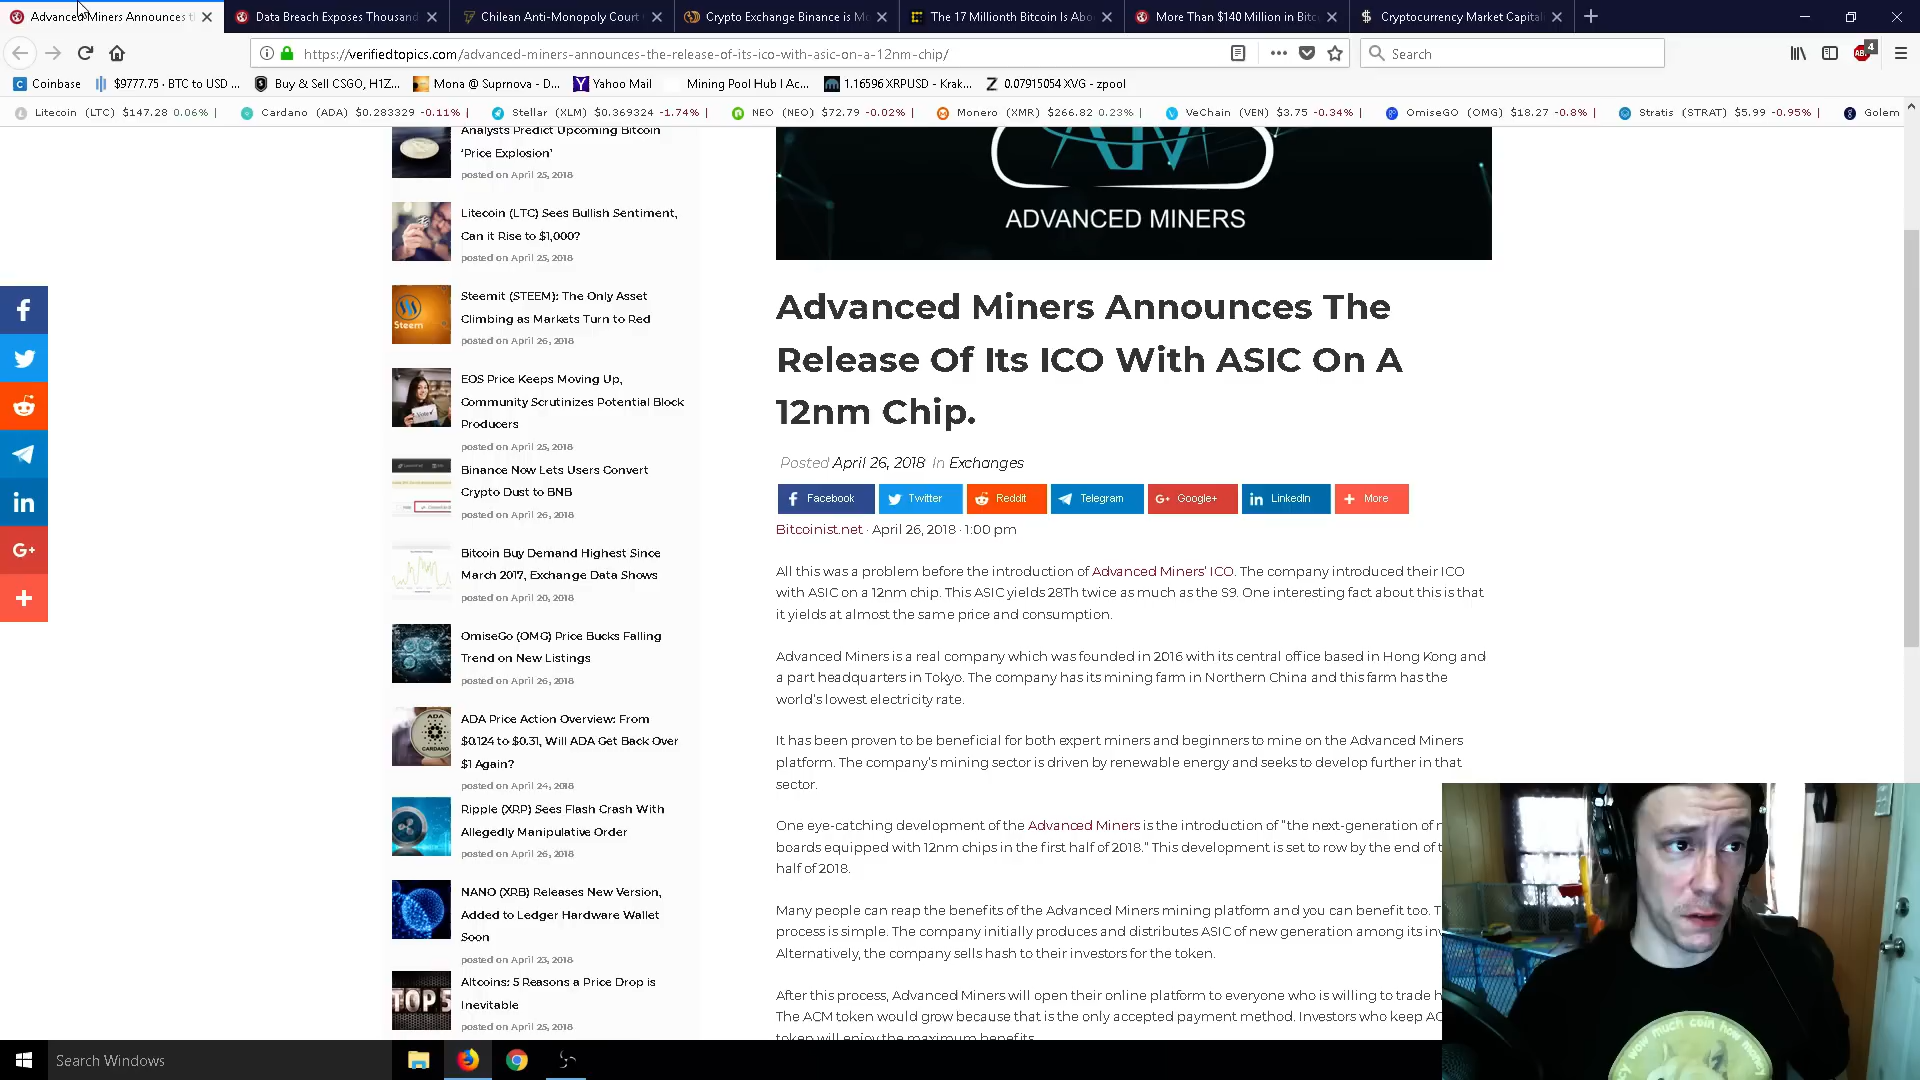 Advanced Miners Announces t
Data Breach Exposes Thousand
Chilean Anti-Monopoly Court
Crypto Exchange Binance is Mo
The 17 Millionth Bitcoin Is Abo
More Than $140 Million in Bitc
Cryptocurrency Market Capital
https://verifiedtopics.com/advanced-miners-announces-the-release-of-its-ico-with-asic-on-a-12nm-chip/
Search
4
Coinbase
$9777.75 · BTC to USD ...
Buy & Sell CSGO, H1Z...
Mona @ Suprnova - D...
Yahoo Mail
Mining Pool Hub | Ac...
1.16596 XRPUSD - Krak...
0.07915054 XVG - zpool
Litecoin (LTC) $147.28 0.06% |
Cardano (ADA) $0.283329 -0.11% |
Stellar (XLM) $0.369324 -1.74% |
NEO (NEO) $72.79 -0.02% |
Monero (XMR) $266.82 0.23% |
VeChain (VEN) $3.75 -0.34% |
OmiseGO (OMG) $18.27 -0.8% |
Stratis (STRAT) $5.99 -0.95% |
Golem
Analysts Predict Upcoming Bitcoin
'Price Explosion'
posted on April 25, 2018
Litecoin (LTC) Sees Bullish Sentiment,
Can it Rise to $1,000?
posted on April 25, 2018
Steem
Steemit (STEEM): The Only Asset
Climbing as Markets Turn to Red
posted on April 26, 2018
EOS Price Keeps Moving Up,
Community Scrutinizes Potential Block
Producers
posted on April 25, 2018
Binance Now Lets Users Convert
Crypto Dust to BNB
posted on April 26, 2018
Bitcoin Buy Demand Highest Since
March 2017, Exchange Data Shows
posted on April 20, 2018
OmiseGo (OMG) Price Bucks Falling
Trend on New Listings
posted on April 26, 2018
ADA
ADA Price Action Overview: From
$0.124 to $0.31, Will ADA Get Back Over
$1 Again?
posted on April 24, 2018
Ripple (XRP) Sees Flash Crash With
Allegedly Manipulative Order
posted on April 26, 2018
NANO (XRB) Releases New Version,
Added to Ledger Hardware Wallet
Soon
posted on April 23, 2018
TOP 5
Altcoins: 5 Reasons a Price Drop is
Inevitable
posted on April 25, 2018
ADVANCED MINERS
Advanced Miners Announces The
Release Of Its ICO With ASIC On A
12nm Chip.
Posted April 26, 2018 In Exchanges
Facebook
Twitter
Reddit
Telegram
Google+
LinkedIn
More
Bitcoinist.net · April 26, 2018 · 1:00 pm
All this was a problem before the introduction of Advanced Miners' ICO. The company introduced their ICO
with ASIC on a 12nm chip. This ASIC yields 28Th twice as much as the S9. One interesting fact about this is that
it yields at almost the same price and consumption.
Advanced Miners is a real company which was founded in 2016 with its central office based in Hong Kong and
a part headquarters in Tokyo. The company has its mining farm in Northern China and this farm has the
world's lowest electricity rate.
It has been proven to be beneficial for both expert miners and beginners to mine on the Advanced Miners
platform. The company's mining sector is driven by renewable energy and seeks to develop further in that
sector.
One eye-catching development of the Advanced Miners is the introduction of "the next-generation of
boards equipped with 12nm chips in the first half of 2018." This development is set to row by the end of
half of 2018.
Many people can reap the benefits of the Advanced Miners mining platform and you can benefit too. T
process is simple. The company initially produces and distributes ASIC of new generation among its inv
Alternatively, the company sells hash to their investors for the token.
After this process, Advanced Miners will open their online platform to everyone who is willing to trade h
The ACM token would grow because that is the only accepted payment method. Investors who keep AC
token will enjoy the maximum benefits.
wow much coin how money
Search Windows